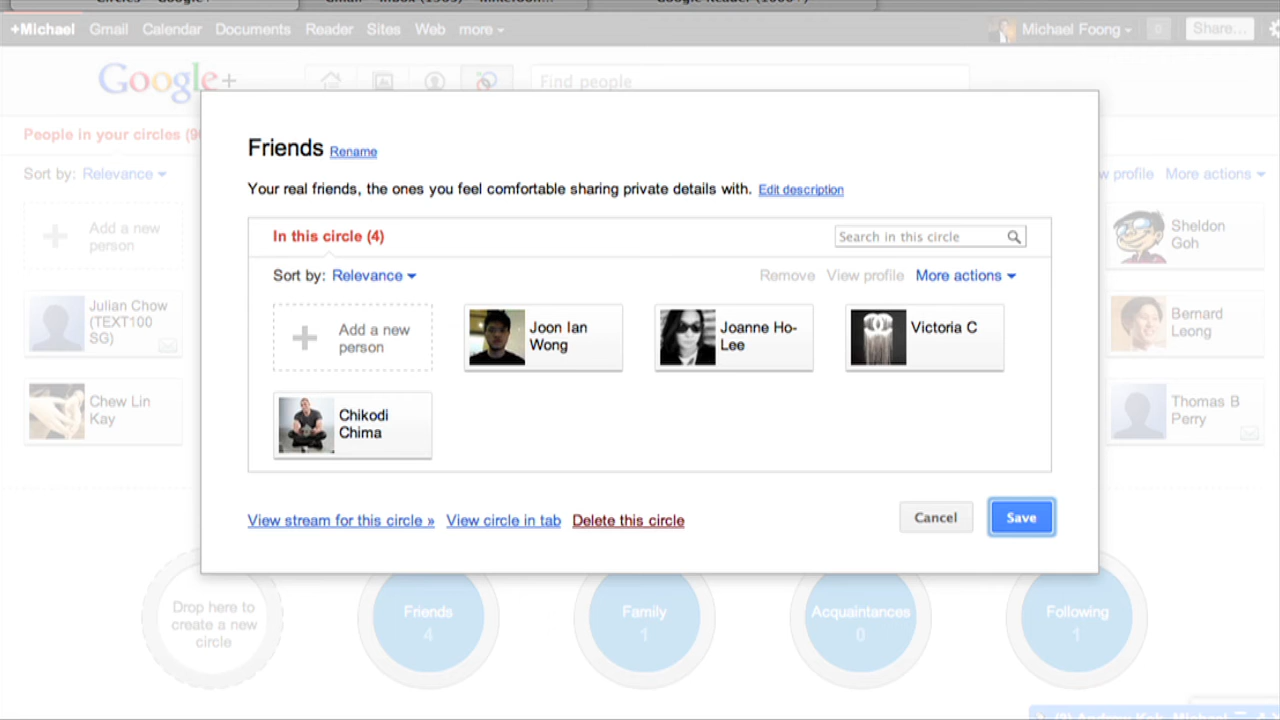 +Michael Gmail Calendar Documents Reader Sites Web more
Michael Foong 0 Share...
Google+
Find people
People in your circles (9
Sort by: Relevance
w profile More actions
Add a new
person
Julian Chow
(TEXT100
SG)
Chew Lin
Kay
Sheldon
Goh
Bernard
Leong
Thomas B
Perry
Friends Rename
Your real friends, the ones you feel comfortable sharing private details with. Edit description
In this circle (4)
Search in this circle
Sort by: Relevance
Remove View profile More actions
Add a new
person
Joon Ian
Wong
Joanne Ho-
Lee
Victoria C
Chikodi
Chima
View stream for this circle » View circle in tab Delete this circle
Cancel Save
Drop here to
create a new
circle
Friends
4
Family
1
Acquaintances
0
Following
1